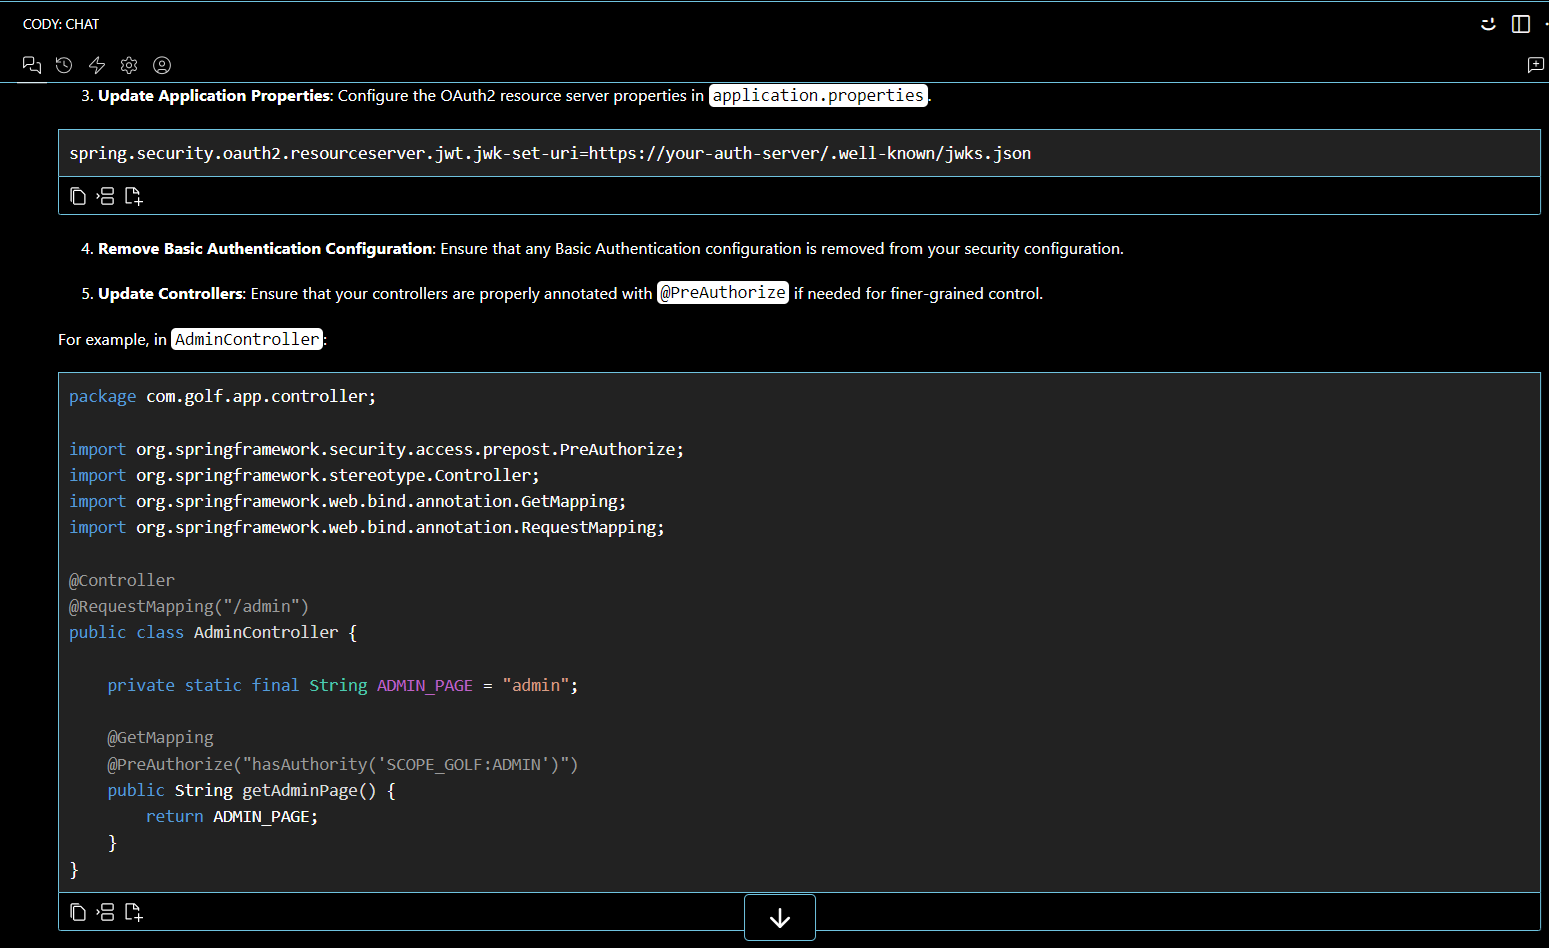 CODY: CHAT
3. Update Application Properties: Configure the OAuth2 resource server properties in application.properties.
spring.security.oauth2.resourceserver.jwt.jwk-set-uri=https://your-auth-server/.well-known/jwks.json
4. Remove Basic Authentication Configuration: Ensure that any Basic Authentication configuration is removed from your security configuration.
5. Update Controllers: Ensure that your controllers are properly annotated with @PreAuthorize if needed for finer-grained control.
For example, in AdminController:
package com.golf.app.controller;
import org.springframework.security.access.prepost.PreAuthorize;
import org.springframework.stereotype.Controller;
import org.springframework.web.bind.annotation.GetMapping;
import org.springframework.web.bind.annotation.RequestMapping;
@Controller
@RequestMapping("/admin")
public class AdminController {
    private static final String ADMIN_PAGE = "admin";
    @GetMapping
    @PreAuthorize("hasAuthority('SCOPE_GOLF:ADMIN')")
    public String getAdminPage() {
        return ADMIN_PAGE;
    }
}